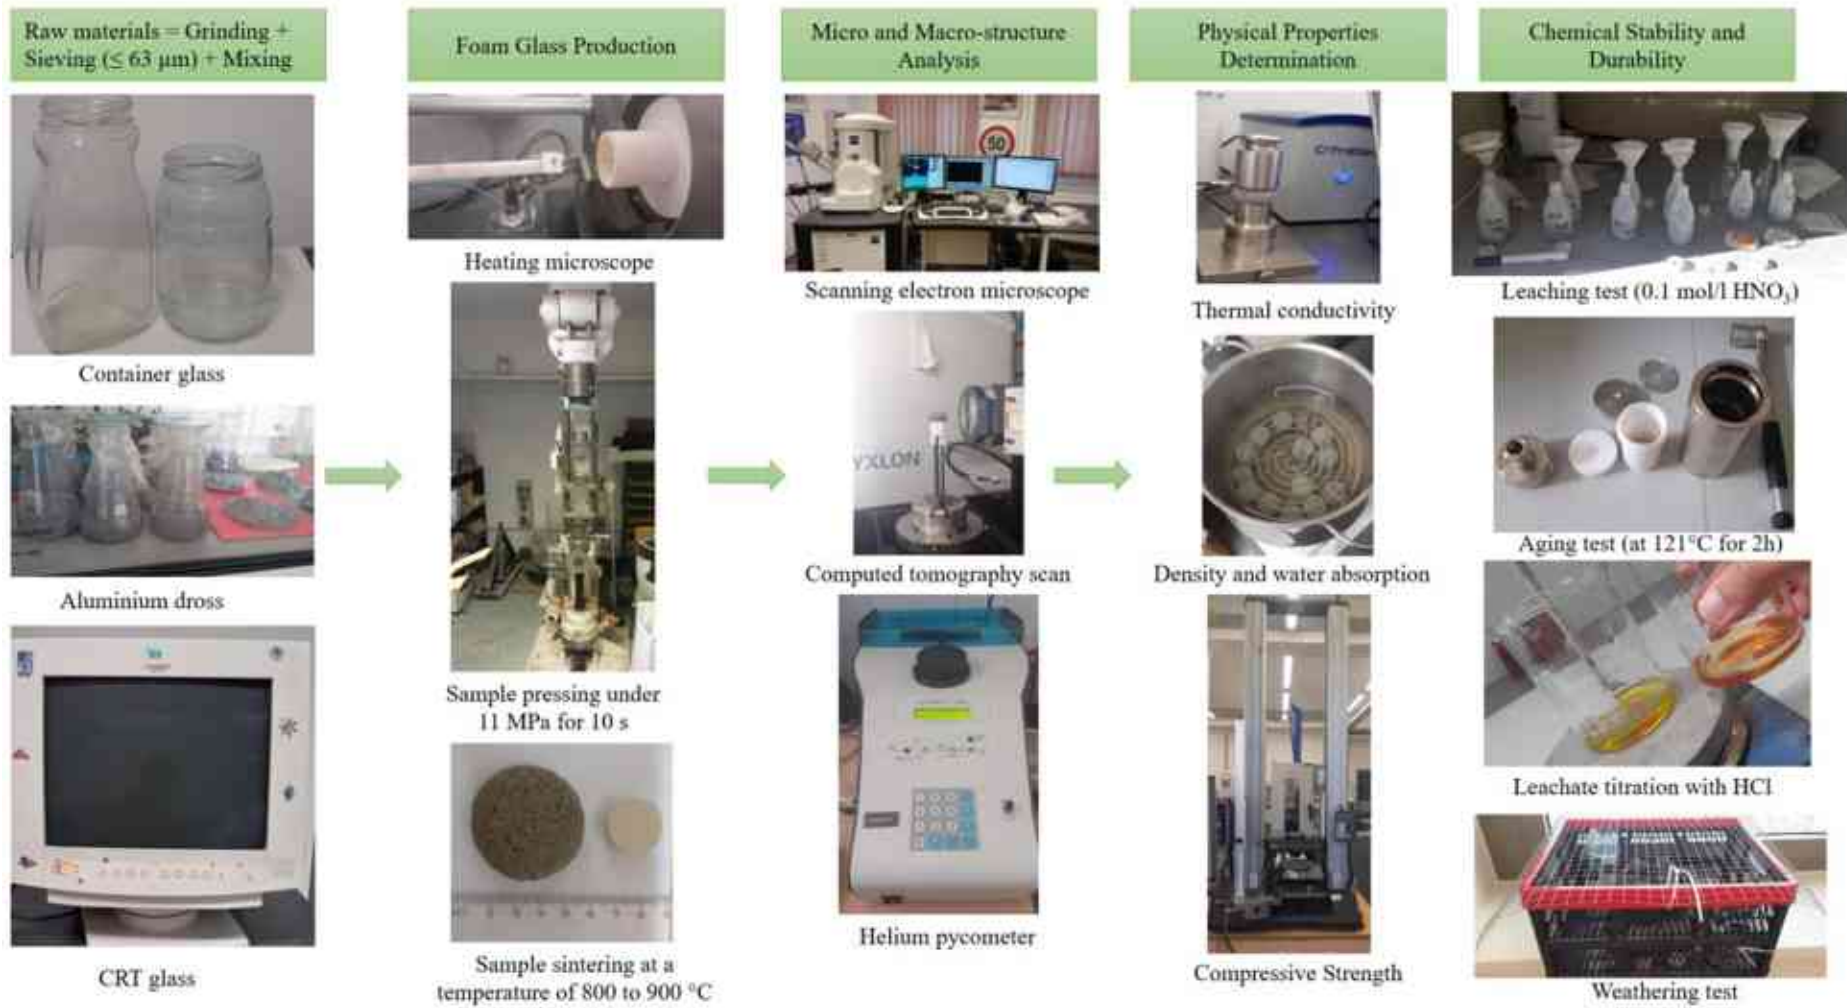 Raw materials = Grinding +
Sieving (≤ 63 μm) + Mixing
Container glass
Aluminium dross
CRT glass
Foam Glass Production
Heating microscope
Sample pressing under
11 MPa for 10 s
Sample sintering at a
temperature of 800 to 900 °C
Micro and Macro-structure
Analysis
50
Scanning electron microscope
YXLON
Computed tomography scan
Helium pycometer
Physical Properties
Determination
Thermal conductivity
Density and water absorption
Compressive Strength
Chemical Stability and
Durability
Leaching test (0.1 mol/l HNO₃)
Aging test (at 121°C for 2h)
Leachate titration with HCl
Weathering test